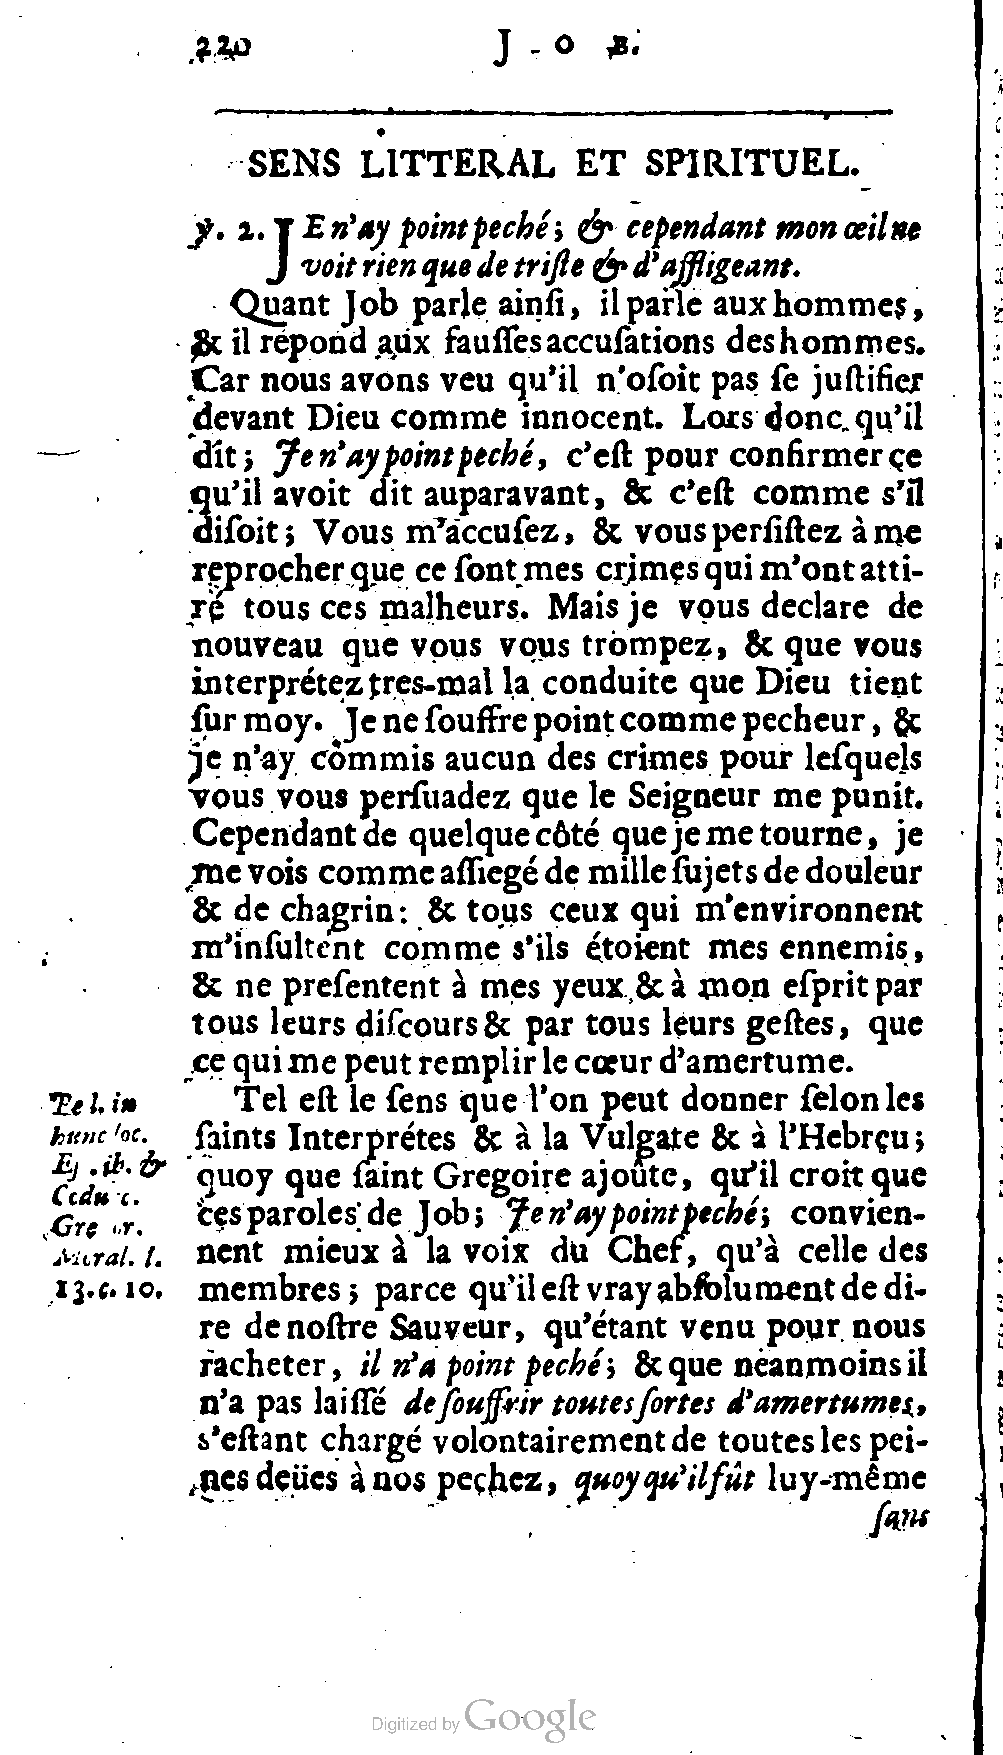 220 J O B.
SENS LITTERAL ET SPIRITUEL.
ỳ. 2. JE n'ay point peché; & cependant mon œil ne
voit rien que de triſte & d'affligeant.
Quant Job parle ainſi, il parle aux hommes,
& il répond aux fauſſes accuſations des hommes.
Car nous avons veu qu'il n'oſoit pas ſe juſtifier
devant Dieu comme innocent. Lors donc qu'il
dit; Je n'ay point peché, c'eſt pour confirmer ce
qu'il avoit dit auparavant, & c'eſt comme s'il
diſoit; Vous m'accuſez, & vous perſiſtez à me
reprocher que ce ſont mes crimes qui m'ont atti-
ré tous ces malheurs. Mais je vous declare de
nouveau que vous vous trompez, & que vous
interprétez tres-mal la conduite que Dieu tient
ſur moy. Je ne ſouffre point comme pecheur, &
je n'ay commis aucun des crimes pour leſquels
vous vous perſuadez que le Seigneur me punit.
Cependant de quelque côté que je me tourne, je
me vois comme aſſiegé de mille ſujets de douleur
& de chagrin: & tous ceux qui m'environnent
m'inſultent comme s'ils étoient mes ennemis,
& ne preſentent à mes yeux & à mon eſprit par
tous leurs diſcours & par tous leurs geſtes, que
ce qui me peut remplir le cœur d'amertume.
Tel eſt le ſens que l'on peut donner ſelon les
ſaints Interprétes & à la Vulgate & à l'Hebreu;
quoy que ſaint Gregoire ajoûte, qu'il croit que
ces paroles de Job; Je n'ay point peché; convien-
nent mieux à la voix du Chef, qu'à celle des
membres; parce qu'il eſt vray abſolument de di-
re de noſtre Sauveur, qu'étant venu pour nous
racheter, il n'a point peché; & que néanmoins il
n'a pas laiſſé de ſouffrir toutes ſortes d'amertumes,
s'eſtant chargé volontairement de toutes les pei-
nes deües à nos pechez, quoy qu'il fût luy-même
ſans
in
hunc loc.
ib. &
Moral. l.
13. c. 10.
Digitized by Google